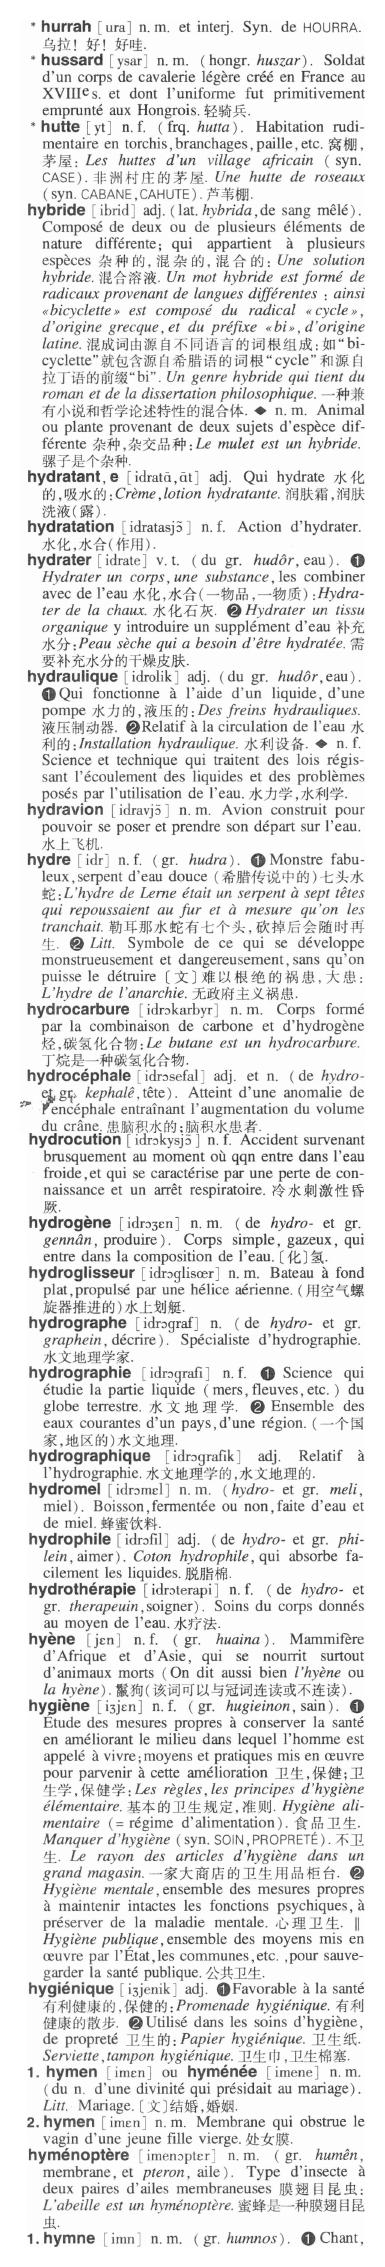 * hurrah [ura] n. m. et interj. Syn. de HOURRA.
乌拉! 好! 好哇.
* hussard [ysar] n. m. (hongr. huszar). Soldat
d'un corps de cavalerie légère créé en France au
XVIIIe s. et dont l'uniforme fut primitivement
emprunté aux Hongrois. 轻骑兵.
* hutte [yt] n. f. (frq. hutta). Habitation rudi-
mentaire en torchis, branchages, paille, etc. 窝棚,
茅屋: Les huttes d'un village africain (syn.
CASE). 非洲村庄的茅屋. Une hutte de roseaux
(syn. CABANE, CAHUTE). 芦苇棚.
hybride [ibrid] adj. (lat. hybrida, de sang mêlé).
Composé de deux ou de plusieurs éléments de
nature différente; qui appartient à plusieurs
espèces 杂种的, 混杂的, 混合的: Une solution
hybride. 混合溶液. Un mot hybride est formé de
radicaux provenant de langues différentes : ainsi
«bicyclette» est composé du radical «cycle»,
d'origine grecque, et du préfixe «bi», d'origine
latine. 混成词由源自不同语言的词根组成: 如“bi-
cyclette”就包含源自希腊语的词根“cycle”和源自
拉丁语的前缀“bi”. Un genre hybride qui tient du
roman et de la dissertation philosophique. 一种兼
有小说和哲学论述特性的混合体. ◆ n. m. Animal
ou plante provenant de deux sujets d'espèce dif-
férente 杂种, 杂交品种: Le mulet est un hybride.
骡子是个杂种.
hydratant, e [idratɑ̃, ɑ̃t] adj. Qui hydrate 水化
的, 吸水的: Crème, lotion hydratante. 润肤霜, 润肤
洗液(露).
hydratation [idratasjɔ̃] n. f. Action d'hydrater.
水化, 水合(作用).
hydrater [idrate] v. t. (du gr. hudôr, eau). ❶
Hydrater un corps, une substance, les combiner
avec de l'eau 水化, 水合(一物品, 一物质): Hydra-
ter de la chaux. 水化石灰. ❷ Hydrater un tissu
organique y introduire un supplément d'eau 补充
水分: Peau sèche qui a besoin d'être hydratée. 需
要补充水分的干燥皮肤.
hydraulique [idrolik] adj. (du gr. hudôr, eau).
❶ Qui fonctionne à l'aide d'un liquide, d'une
pompe 水力的, 液压的: Des freins hydrauliques.
液压制动器. ❷ Relatif à la circulation de l'eau 水
利的: Installation hydraulique. 水利设备. ◆ n. f.
Science et technique qui traitent des lois régis-
sant l'écoulement des liquides et des problèmes
posés par l'utilisation de l'eau. 水力学, 水利学.
hydravion [idravjɔ̃] n. m. Avion construit pour
pouvoir se poser et prendre son départ sur l'eau.
水上飞机.
hydre [idr] n. f. (gr. hudra). ❶ Monstre fabu-
leux, serpent d'eau douce (希腊传说中的)七头水
蛇: L'hydre de Lerne était un serpent à sept têtes
qui repoussaient au fur et à mesure qu'on les
tranchait. 勒耳那水蛇有七个头, 砍掉后会随时再
生. ❷ Litt. Symbole de ce qui se développe
monstrueusement et dangereusement, sans qu'on
puisse le détruire 〔文〕难以根绝的祸患, 大患:
L'hydre de l'anarchie. 无政府主义祸患.
hydrocarbure [idrɔkarbyr] n. m. Corps formé
par la combinaison de carbone et d'hydrogène
烃, 碳氢化合物: Le butane est un hydrocarbure.
丁烷是一种碳氢化合物.
hydrocéphale [idrɔsefal] adj. et n. (de hydro-
et gr. kephalê, tête). Atteint d'une anomalie de
l'encéphale entraînant l'augmentation du volume
du crâne. 患脑积水的; 脑积水患者.
hydrocution [idrɔkysjɔ̃] n. f. Accident survenant
brusquement au moment où qqn entre dans l'eau
froide, et qui se caractérise par une perte de con-
naissance et un arrêt respiratoire. 冷水刺激性昏
厥.
hydrogène [idrɔʒɛn] n. m. (de hydro- et gr.
gennân, produire). Corps simple, gazeux, qui
entre dans la composition de l'eau. 〔化〕氢.
hydroglisseur [idrɔglisœr] n. m. Bateau à fond
plat, propulsé par une hélice aérienne. (用空气螺
旋器推进的)水上划艇.
hydrographe [idrɔgraf] n. (de hydro- et gr.
graphein, décrire). Spécialiste d'hydrographie.
水文地理学家.
hydrographie [idrɔgrafi] n. f. ❶ Science qui
étudie la partie liquide (mers, fleuves, etc.) du
globe terrestre. 水文地理学. ❷ Ensemble des
eaux courantes d'un pays, d'une région. (一个国
家, 地区的)水文地理.
hydrographique [idrɔgrafik] adj. Relatif à
l'hydrographie. 水文地理学的, 水文地理的.
hydromel [idrɔmɛl] n. m. (hydro- et gr. meli,
miel). Boisson, fermentée ou non, faite d'eau et
de miel. 蜂蜜饮料.
hydrophile [idrɔfil] adj. (de hydro- et gr. phi-
lein, aimer). Coton hydrophile, qui absorbe fa-
cilement les liquides. 脱脂棉.
hydrothérapie [idrɔterapi] n. f. (de hydro- et
gr. therapeuin, soigner). Soins du corps donnés
au moyen de l'eau. 水疗法.
hyène [jɛn] n. f. (gr. huaina). Mammifère
d'Afrique et d'Asie, qui se nourrit surtout
d'animaux morts (On dit aussi bien l'hyène ou
la hyène). 鬣狗(该词可以与冠词连读或不连读).
hygiène [iʒjɛn] n. f. (gr. hugieinon, sain). ❶
Étude des mesures propres à conserver la santé
en améliorant le milieu dans lequel l'homme est
appelé à vivre; moyens et pratiques mis en œuvre
pour parvenir à cette amélioration 卫生, 保健; 卫
生学, 保健学: Les règles, les principes d'hygiène
élémentaire. 基本的卫生规定, 准则. Hygiène ali-
mentaire (= régime d'alimentation). 食品卫生.
Manquer d'hygiène (syn. SOIN, PROPRETÉ). 不卫
生. Le rayon des articles d'hygiène dans un
grand magasin. 一家大商店的卫生用品柜台. ❷
Hygiène mentale, ensemble des mesures propres
à maintenir intactes les fonctions psychiques, à
préserver de la maladie mentale. 心理卫生. ‖
Hygiène publique, ensemble des moyens mis en
œuvre par l'État, les communes, etc., pour sauve-
garder la santé publique. 公共卫生.
hygiénique [iʒjenik] adj. ❶ Favorable à la santé
有利健康的, 保健的: Promenade hygiénique. 有利
健康的散步. ❷ Utilisé dans les soins d'hygiène,
de propreté 卫生的: Papier hygiénique. 卫生纸.
Serviette, tampon hygiénique. 卫生巾, 卫生棉塞.
1. hymen [imɛn] ou hyménée [imene] n. m.
(du n. d'une divinité qui présidait au mariage).
Litt. Mariage. 〔文〕结婚, 婚姻.
2. hymen [imɛn] n. m. Membrane qui obstrue le
vagin d'une jeune fille vierge. 处女膜.
hyménoptère [imenɔptɛr] n. m. (gr. humên,
membrane, et pteron, aile). Type d'insecte à
deux paires d'ailes membraneuses 膜翅目昆虫:
L'abeille est un hyménoptère. 蜜蜂是一种膜翅目昆
虫.
1. hymne [imn] n. m. (gr. humnos). ❶ Chant,